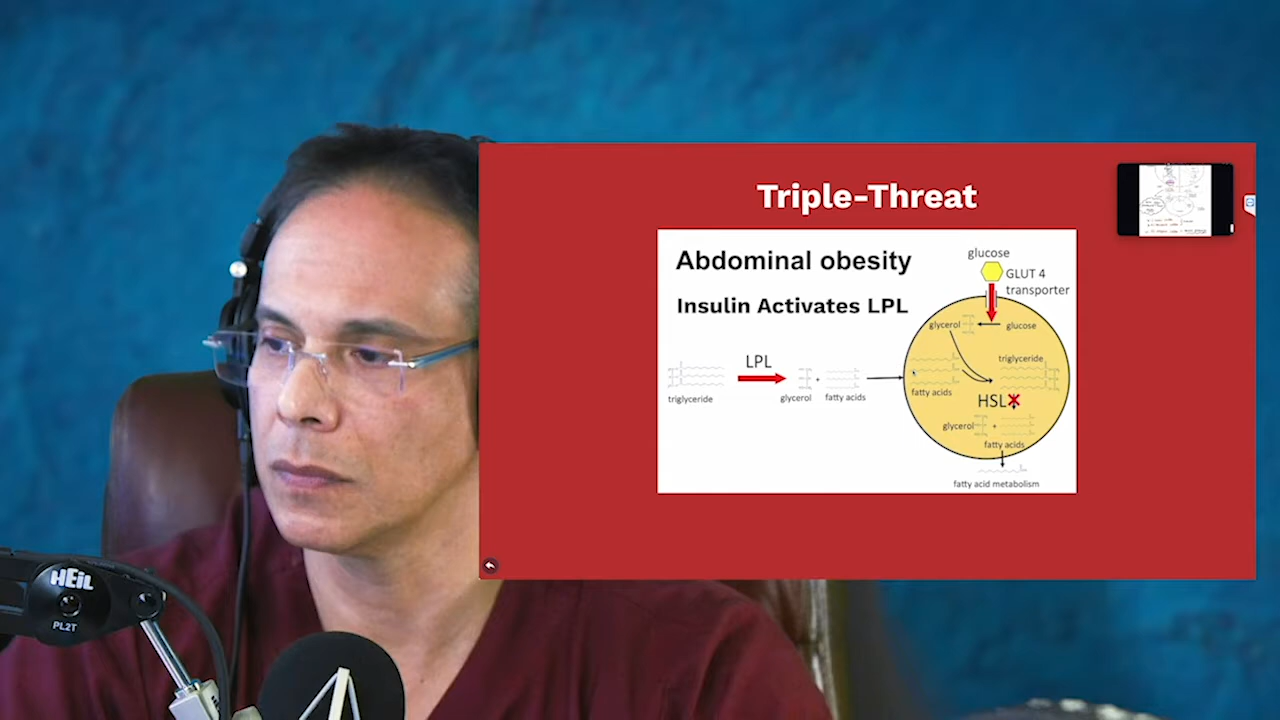 Triple-Threat
Abdominal obesity
Insulin Activates LPL
glucose
GLUT 4
transporter
glycerol
glucose
triglyceride
fatty acids
HSL
glycerol
+
fatty acids
fatty acid metabolism
LPL
triglyceride
glycerol
+
fatty acids
HEiL
PL2T